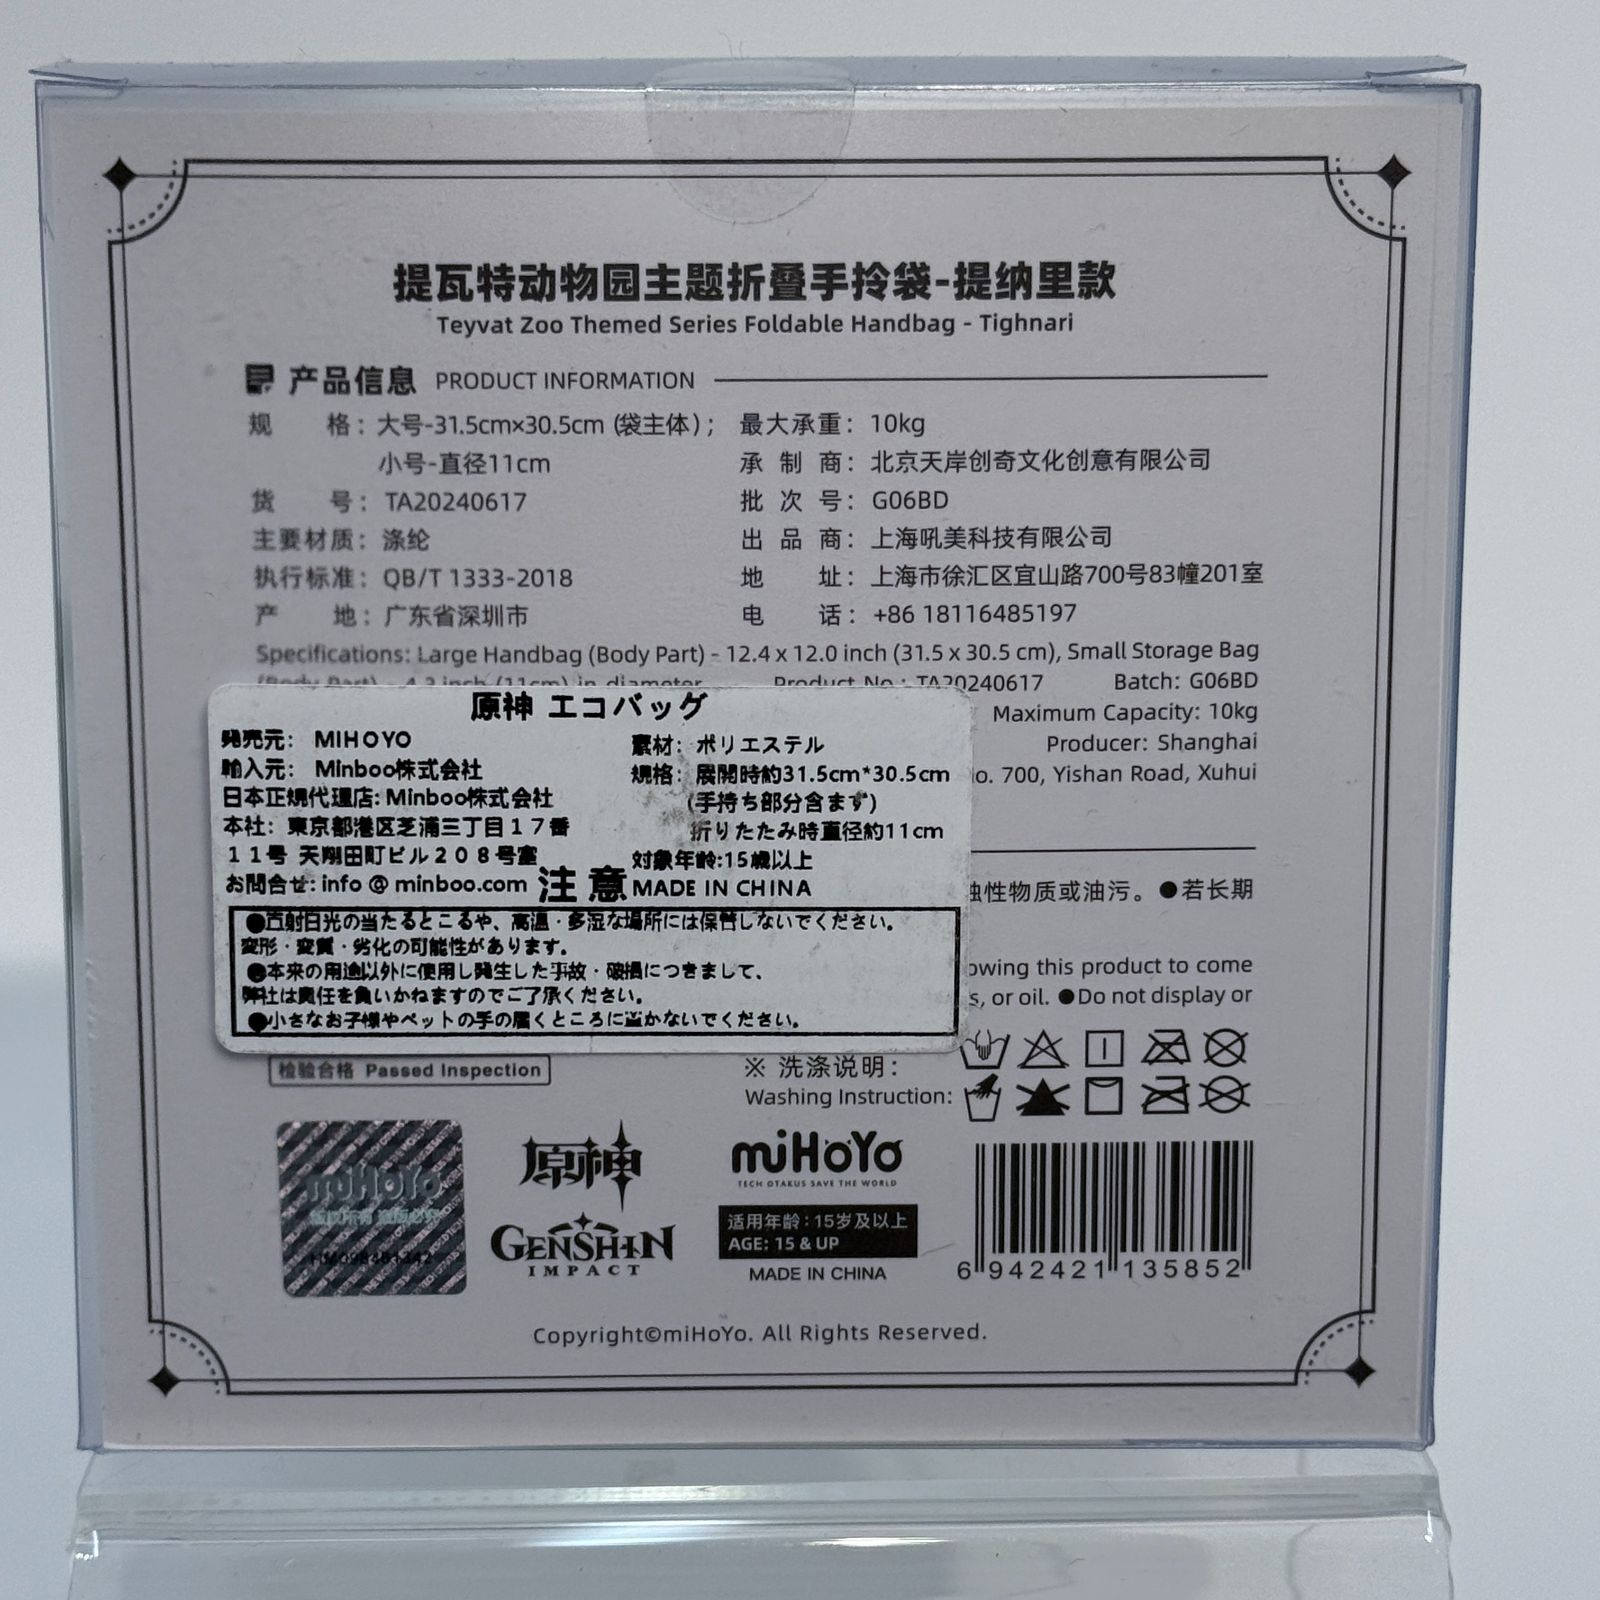 提瓦特动物园主题折叠手拎袋-提纳里款
Teyvat Zoo Themed Series Foldable Handbag - Tighnari
产品信息 PRODUCT INFORMATION
规 格：大号-31.5cm×30.5cm (袋主体)； 最大承重：10kg
小号-直径11cm 承制商：北京天岸创奇文化创意有限公司
货 号：TA20240617 批次号：G06BD
主要材质：涤纶 出品商：上海吼美科技有限公司
执行标准：QB/T 1333-2018 地 址：上海市徐汇区宜山路700号83幢201室
产 地：广东省深圳市 电 话：+86 18116485197
Specifications: Large Handbag (Body Part) - 12.4 x 12.0 inch (31.5 x 30.5 cm), Small Storage Bag
(Body Part) - 4.3 inch (11cm) in diameter Product No.: TA20240617 Batch: G06BD
Maximum Capacity: 10kg
Producer: Shanghai
No. 700, Yishan Road, Xuhui
原神 エコバッグ
発売元： MIHOYO
輸入元： Minboo株式会社
日本正規代理店: Minboo株式会社
本社： 東京都港区芝浦三丁目１７番
１１号 天翔田町ビル２０８号室
お問合せ: info @ minboo.com
素材：ポリエステル
規格：展開時約31.5cm*30.5cm
(手持ち部分含まず)
折りたたみ時直径約11cm
対象年齢:15歳以上
MADE IN CHINA
注 意
●直射日光の当たるところや、高温・多湿な場所には保管しないでください。
変形・変質・劣化の可能性があります。
●本来の用途以外に使用し発生した事故・破損につきまして、
弊社は責任を負いかねますのでご了承ください。
●小さなお子様やペットの手の届くところに置かないでください。
性物质或油污。●若长期
owing this product to come
s, or oil. ●Do not display or
检验合格 Passed Inspection
※ 洗涤说明：
Washing Instruction:
miHoYo
原神
GENSHIN
IMPACT
miHoYo
TECH OTAKUS SAVE THE WORLD
适用年龄：15岁及以上
AGE: 15 & UP
MADE IN CHINA
6 942421 135852
Copyright©miHoYo. All Rights Reserved.